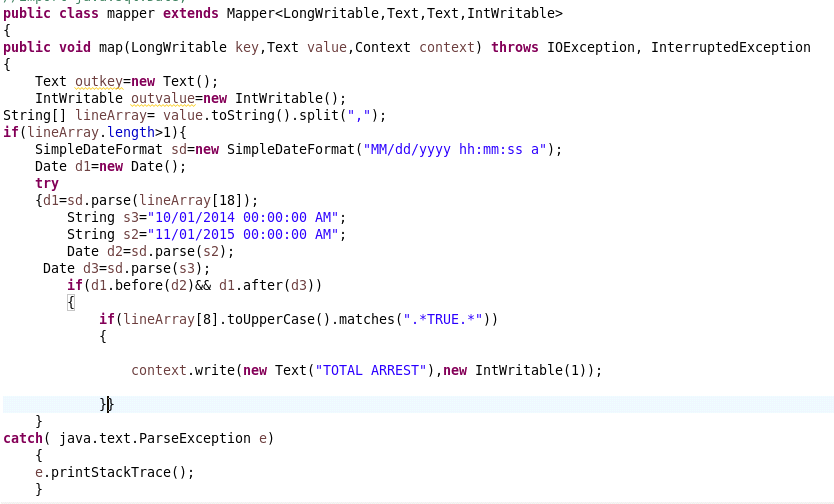 //import java.sql.Date;
public class mapper extends Mapper<LongWritable,Text,Text,IntWritable>
{
public void map(LongWritable key,Text value,Context context) throws IOException, InterruptedException
{
    Text outkey=new Text();
    IntWritable outvalue=new IntWritable();
String[] lineArray= value.toString().split(",");
if(lineArray.length>1){
    SimpleDateFormat sd=new SimpleDateFormat("MM/dd/yyyy hh:mm:ss a");
    Date d1=new Date();
    try
    {d1=sd.parse(lineArray[18]);
        String s3="10/01/2014 00:00:00 AM";
        String s2="11/01/2015 00:00:00 AM";
        Date d2=sd.parse(s2);
     Date d3=sd.parse(s3);
        if(d1.before(d2)&& d1.after(d3))
        {
            if(lineArray[8].toUpperCase().matches(".*TRUE.*"))
            {
                context.write(new Text("TOTAL ARREST"),new IntWritable(1));
            }}
    }
catch( java.text.ParseException e)
    {
    e.printStackTrace();
    }